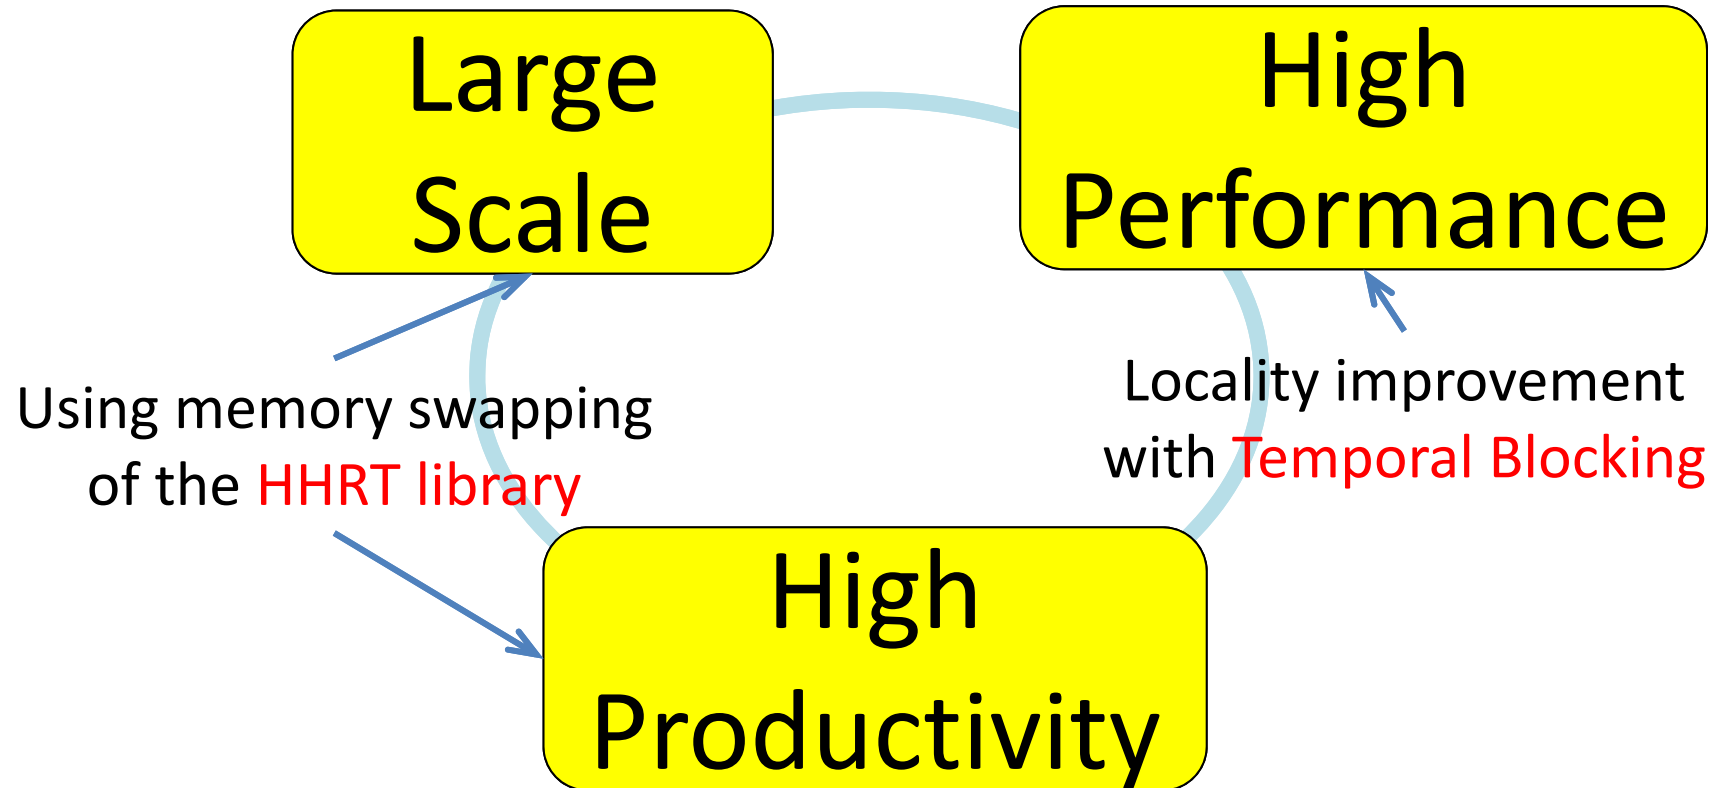 Large
Scale
High
Performance
Using memory swapping
of the HHRT library
Locality improvement
with Temporal Blocking
High
Productivity